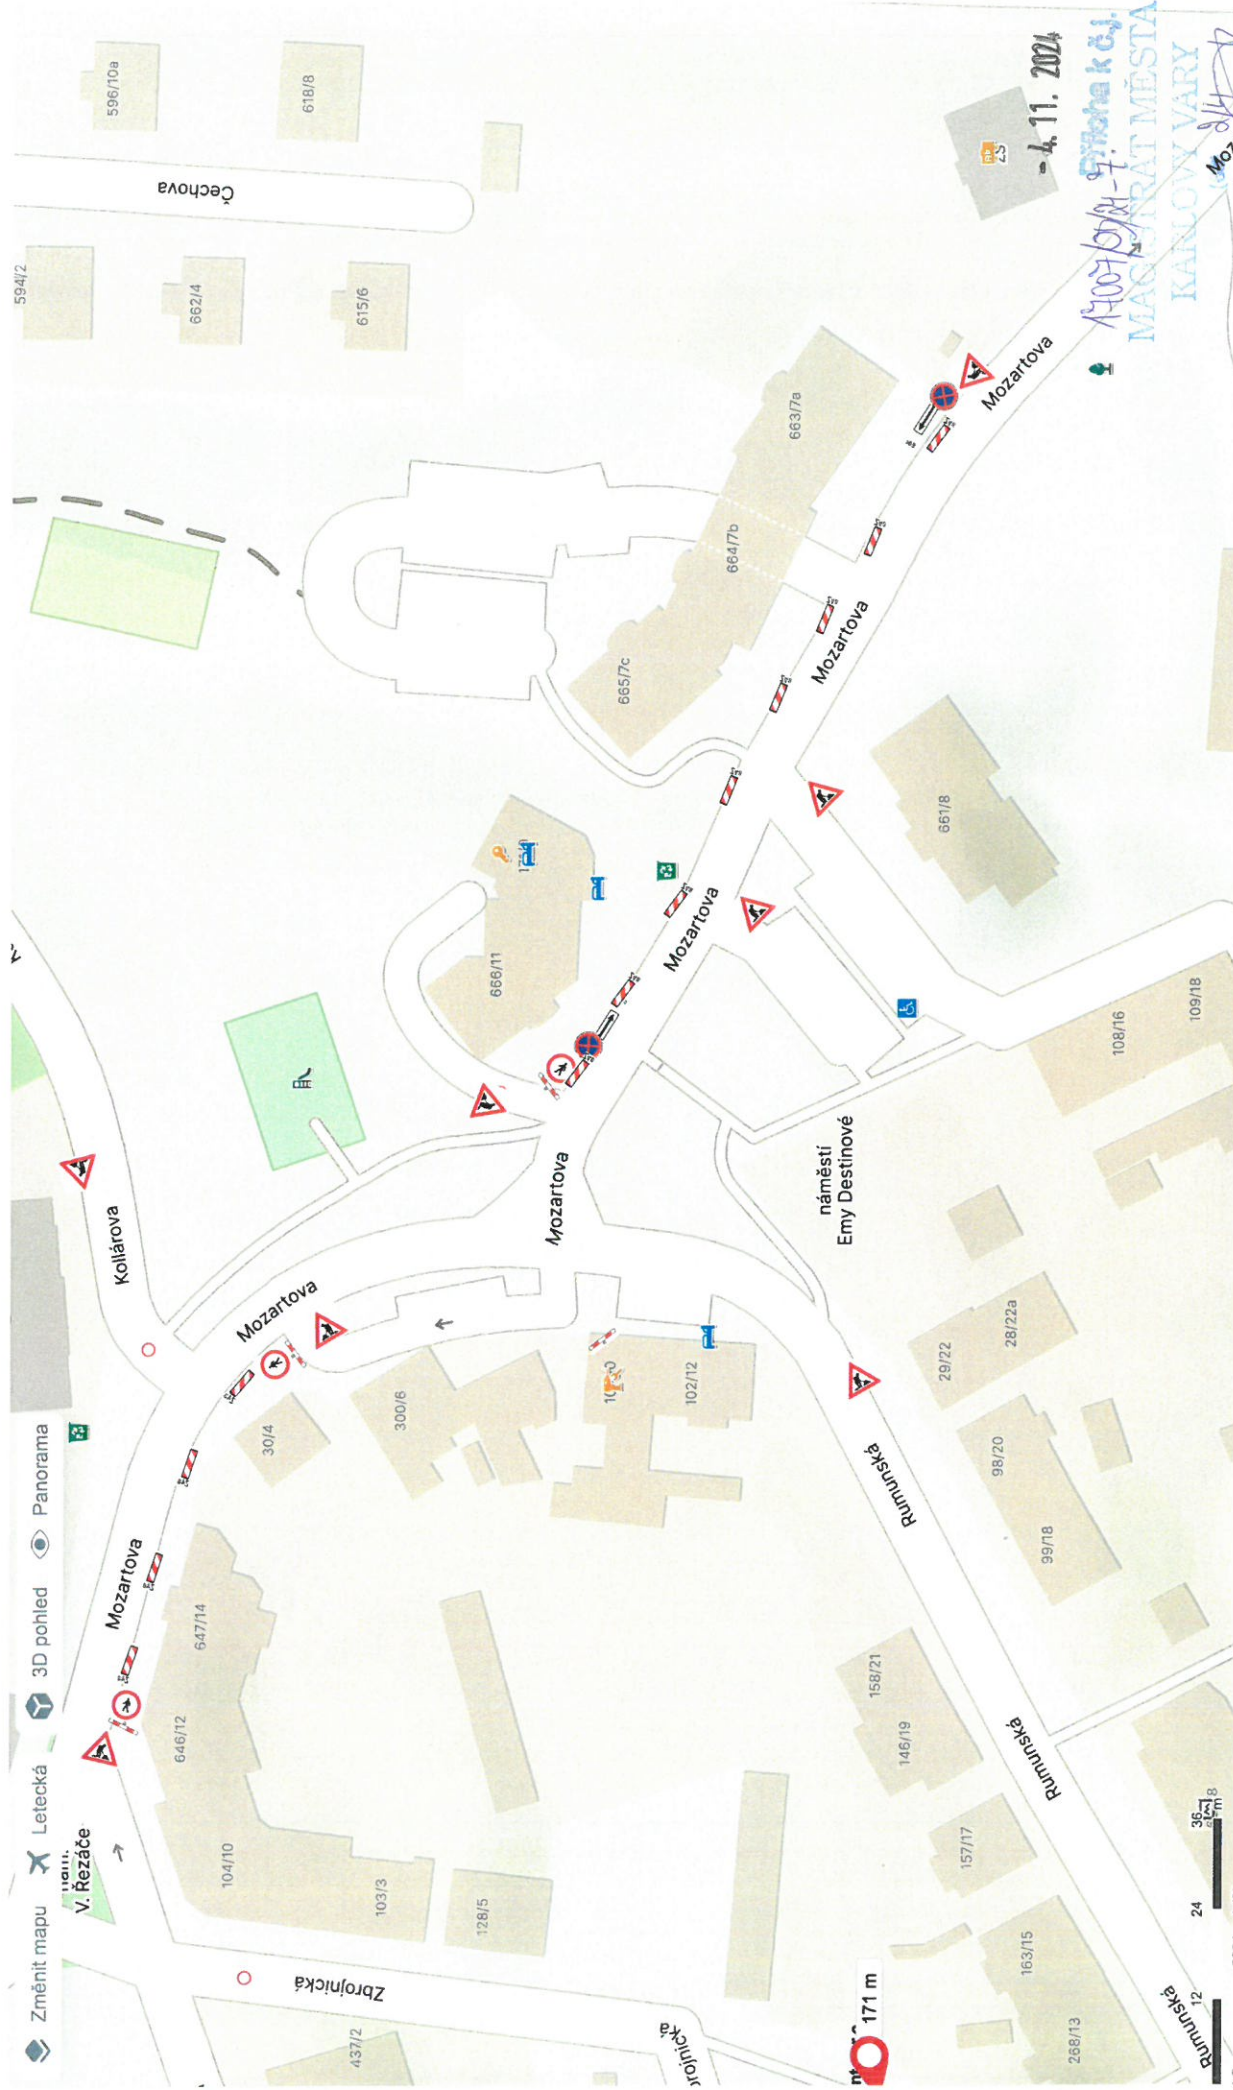 Změnit mapu
Letecká
3D pohled
Panorama
V. Řezáče
Mozartova
Kollárova
Mozartova
Mozartova
Mozartova
Mozartova
Mozartova
Čechova
Zbrojnická
Rumunská
Rumunská
Rumunská
náměstí
Emy Destinové
594/2
596/10a
662/4
618/8
615/6
663/7a
664/7b
665/7c
666/11
661/8
108/16
109/18
646/12
647/14
104/10
103/3
128/5
437/2
30/4
300/6
102/12
29/22
28/22a
98/20
99/18
158/21
146/19
157/17
163/15
268/13
171 m
12
24
36
m
ZŠ
- 4. 11. 2024
Příloha k č.j.
MAGISTRÁT MĚSTA
KARLOVY VARY